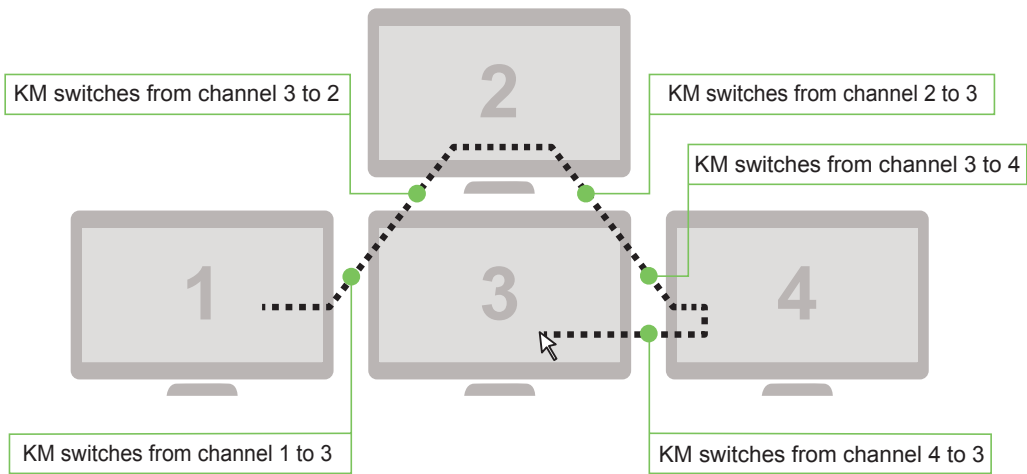 2
KM switches from channel 3 to 2
KM switches from channel 2 to 3
KM switches from channel 3 to 4
1
3
4
KM switches from channel 1 to 3
KM switches from channel 4 to 3